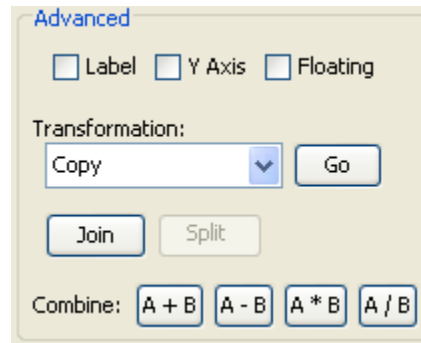 Advanced
Label Y Axis Floating
Transformation:
Copy Go
Join Split
Combine: A + B A - B A * B A / B